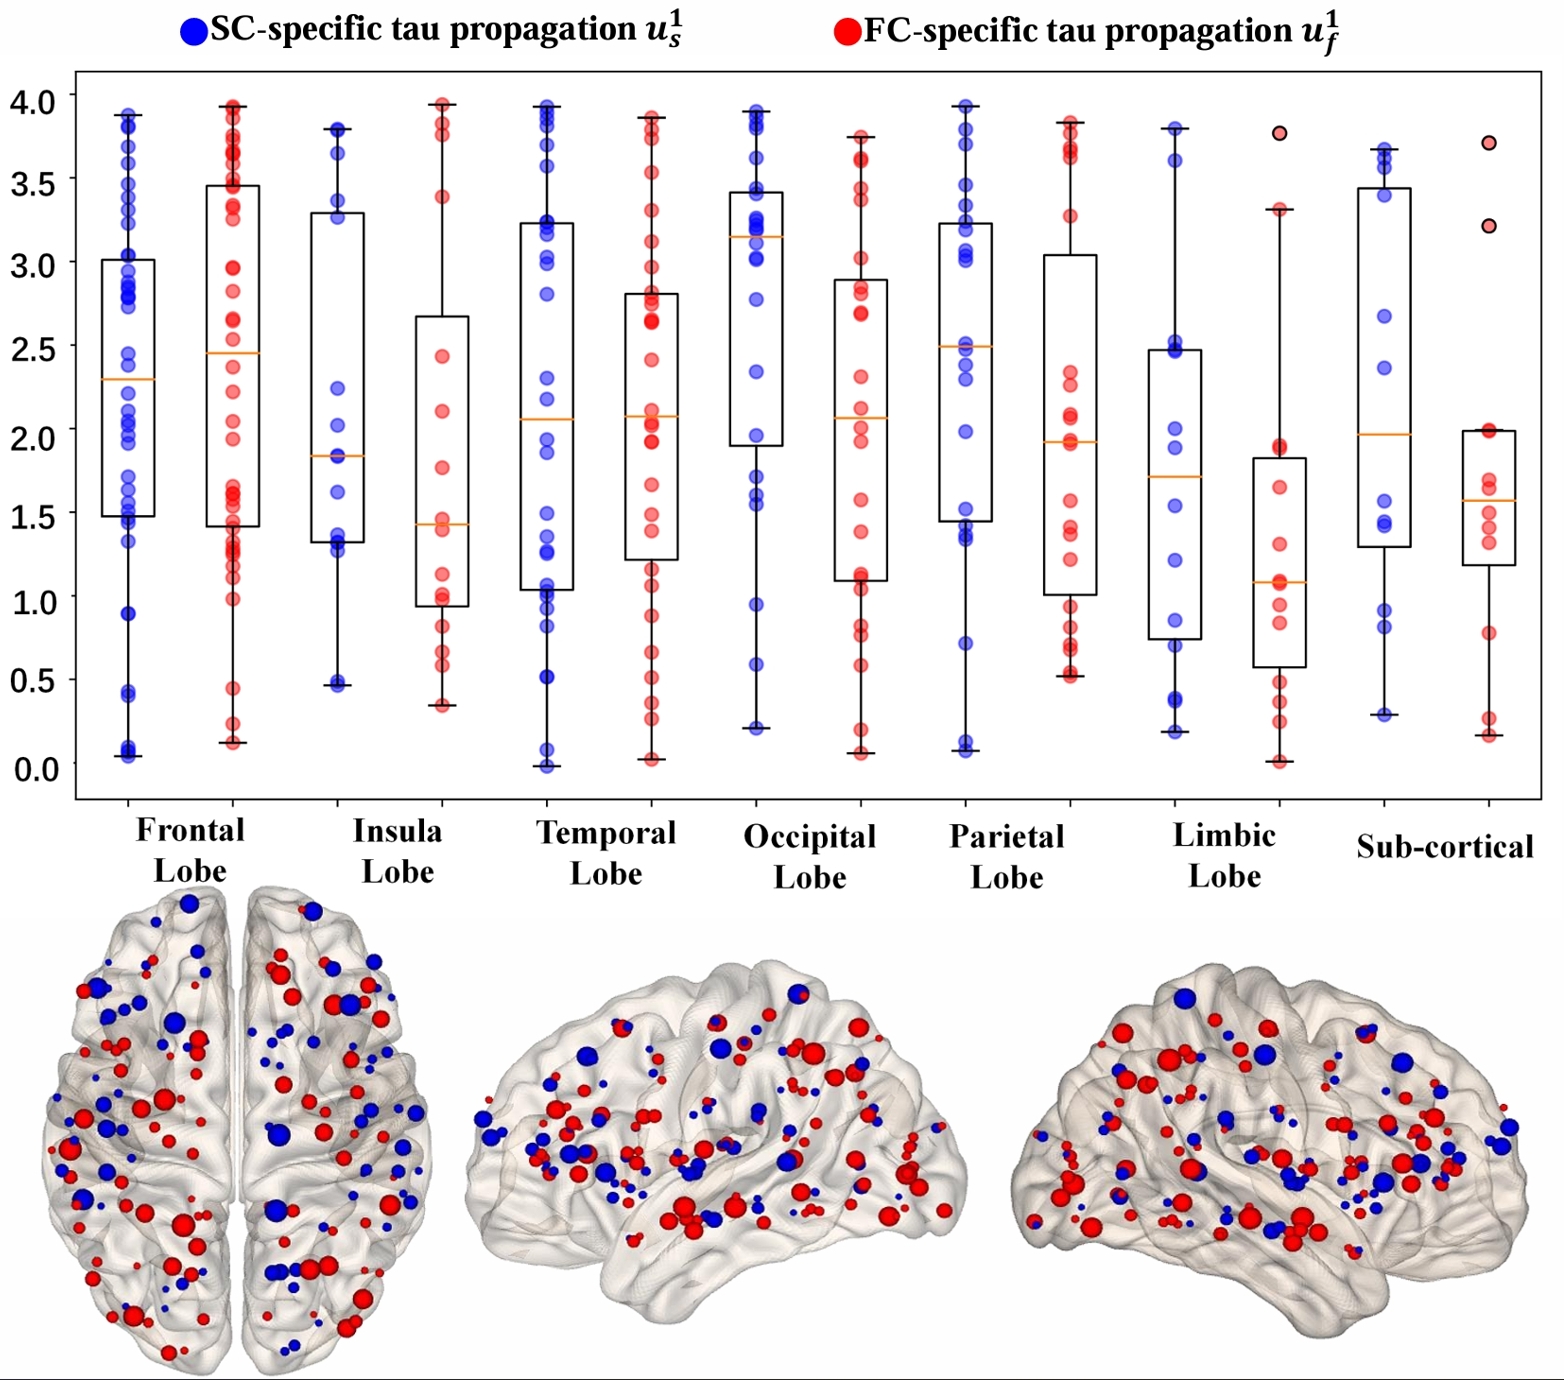 SC-specific tau propagation u_s^1 FC-specific tau propagation u_f^1
4.0
3.5
3.0
2.5
2.0
1.5
1.0
0.5
0.0
Frontal Lobe
Insula Lobe
Temporal Lobe
Occipital Lobe
Parietal Lobe
Limbic Lobe
Sub-cortical